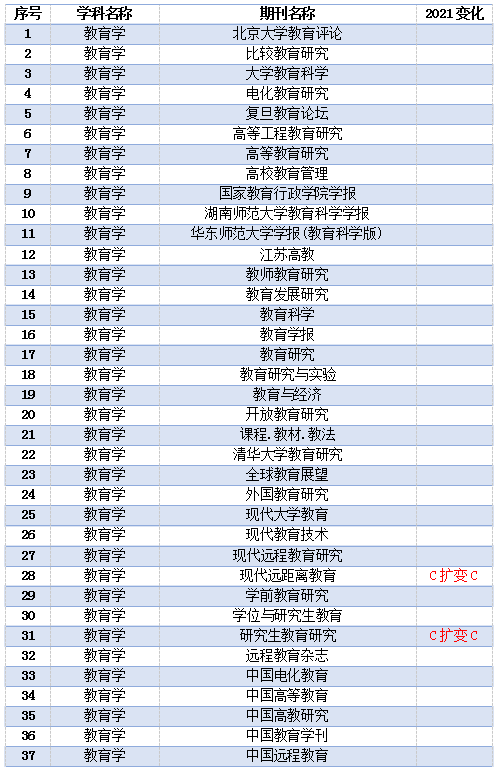 序号 学科名称 期刊名称 2021变化
1 教育学 北京大学教育评论
2 教育学 比较教育研究
3 教育学 大学教育科学
4 教育学 电化教育研究
5 教育学 复旦教育论坛
6 教育学 高等工程教育研究
7 教育学 高等教育研究
8 教育学 高校教育管理
9 教育学 国家教育行政学院学报
10 教育学 湖南师范大学教育科学学报
11 教育学 华东师范大学学报(教育科学版)
12 教育学 江苏高教
13 教育学 教师教育研究
14 教育学 教育发展研究
15 教育学 教育科学
16 教育学 教育学报
17 教育学 教育研究
18 教育学 教育研究与实验
19 教育学 教育与经济
20 教育学 开放教育研究
21 教育学 课程.教材.教法
22 教育学 清华大学教育研究
23 教育学 全球教育展望
24 教育学 外国教育研究
25 教育学 现代大学教育
26 教育学 现代教育技术
27 教育学 现代远程教育研究
28 教育学 现代远距离教育 C扩变C
29 教育学 学前教育研究
30 教育学 学位与研究生教育
31 教育学 研究生教育研究 C扩变C
32 教育学 远程教育杂志
33 教育学 中国电化教育
34 教育学 中国高等教育
35 教育学 中国高教研究
36 教育学 中国教育学刊
37 教育学 中国远程教育